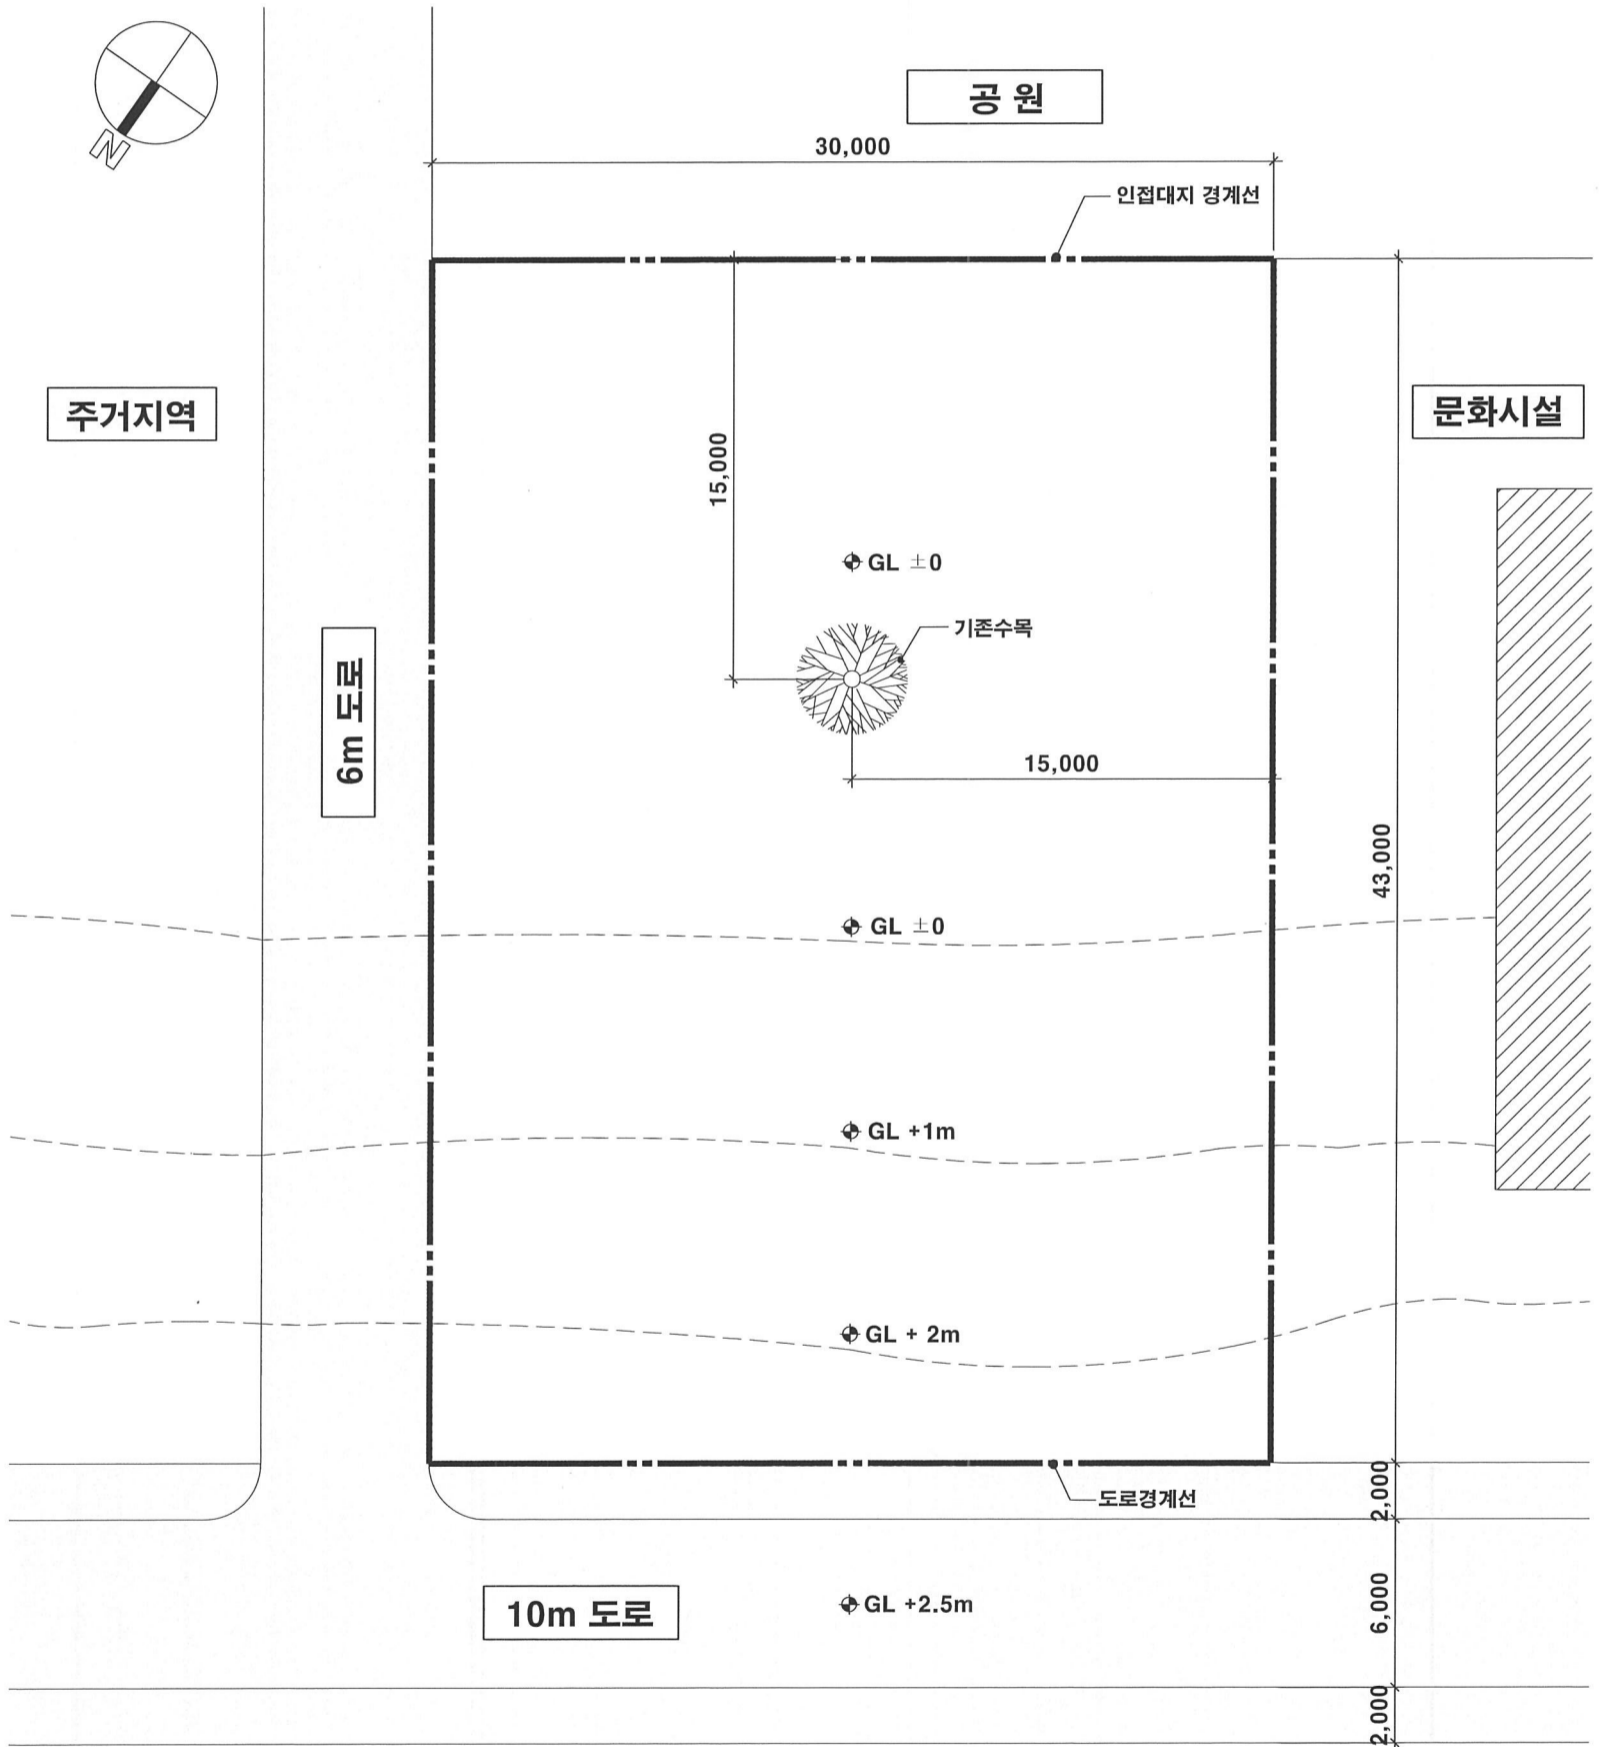 N
공 원
30,000
인접대지 경계선
주거지역
문화시설
15,000
GL ±0
기존수목
6m 도로
15,000
43,000
GL ±0
GL +1m
GL + 2m
2,000
도로경계선
6,000
10m 도로
GL +2.5m
2,000